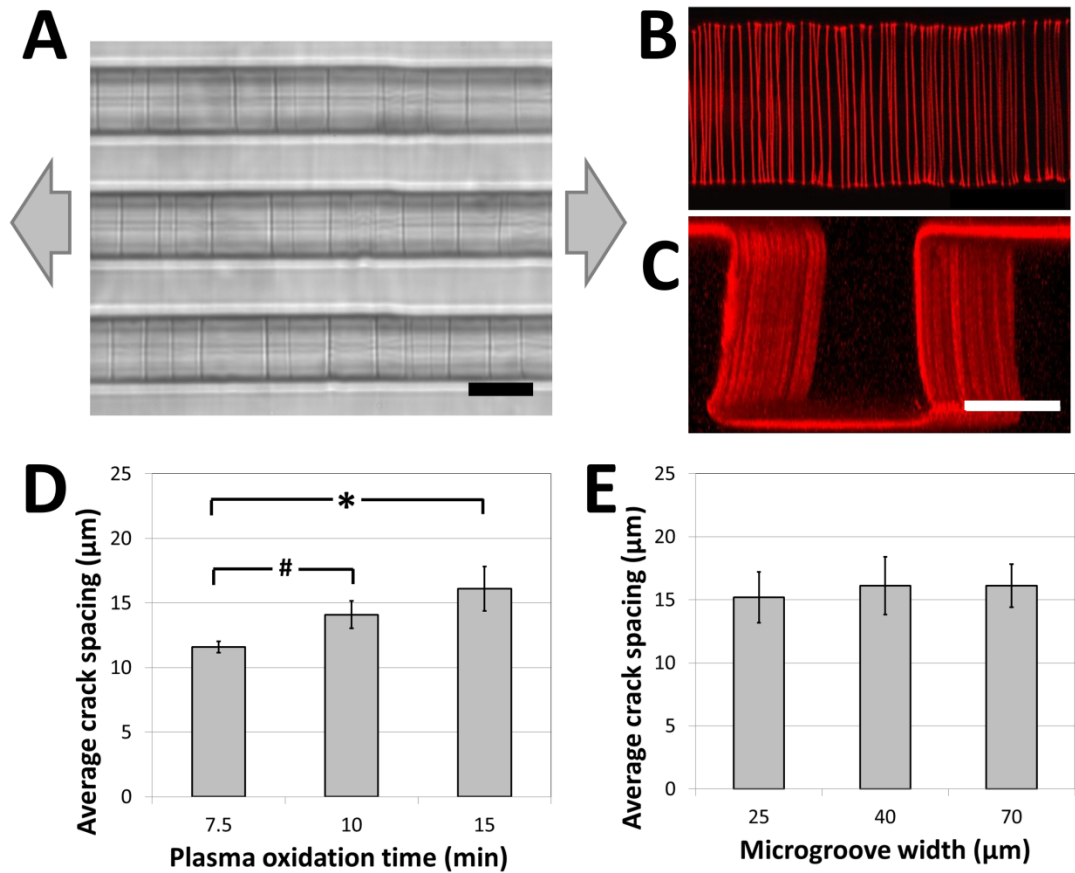 A
B
C
D
Average crack spacing (μm)
25
20
15
10
5
0
*
#
7.5 10 15
Plasma oxidation time (min)
E
Average crack spacing (μm)
25
20
15
10
5
0
25 40 70
Microgroove width (μm)